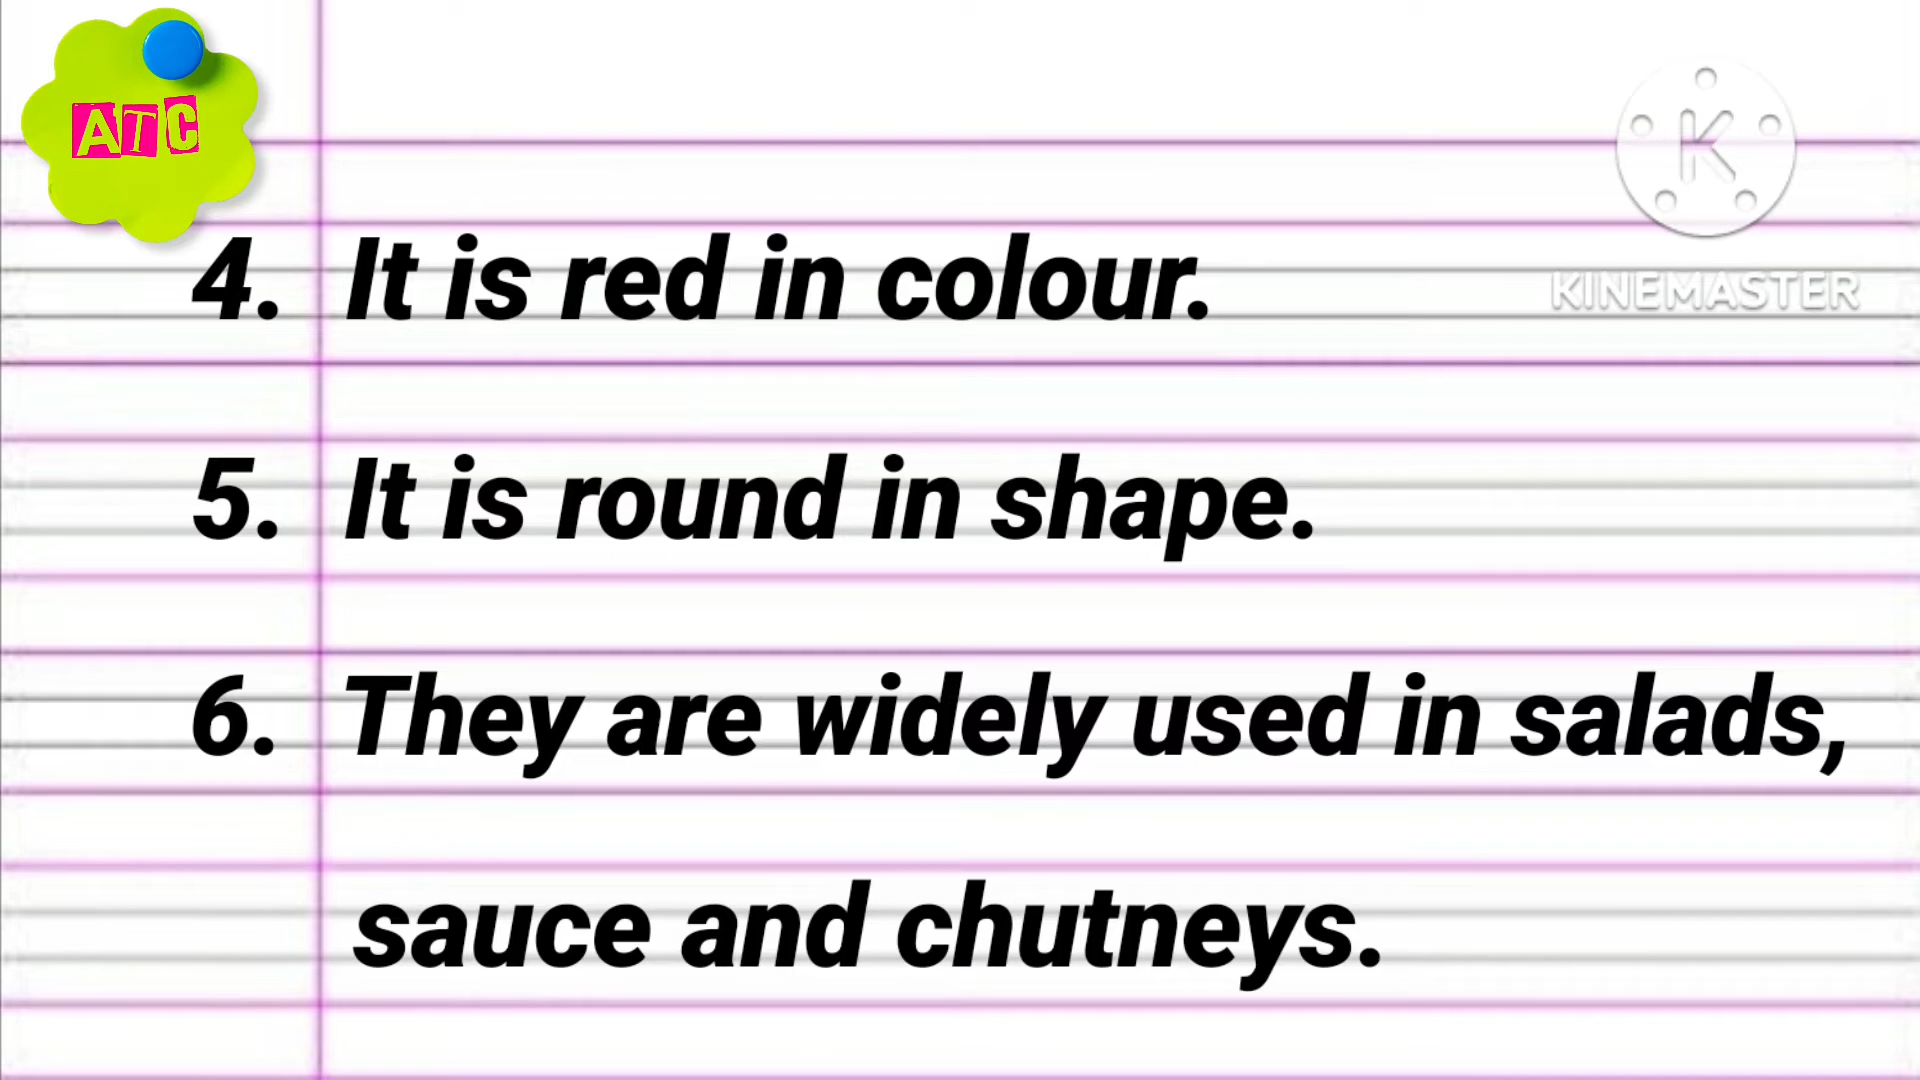 ATC
KINEMASTER
4. It is red in colour.
5. It is round in shape.
6. They are widely used in salads,
sauce and chutneys.